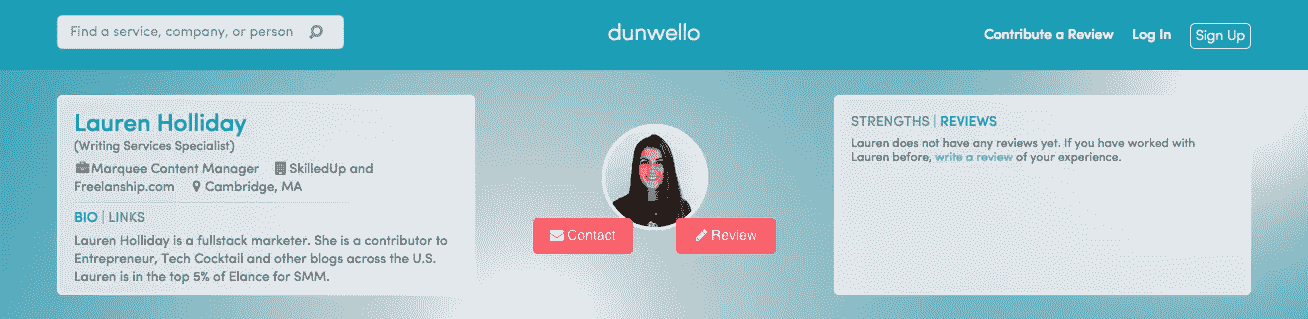 Find a service, company, or person
dunwello
Contribute a Review
Log In
Sign Up
Lauren Holliday
(Writing Services Specialist)
Marquee Content Manager SkilledUp and
Freelanship.com Cambridge, MA
BIO | LINKS
Lauren Holliday is a fullstack marketer. She is a contributor to
Entrepreneur, Tech Cocktail and other blogs across the U.S.
Lauren is in the top 5% of Elance for SMM.
Contact
Review
STRENGTHS | REVIEWS
Lauren does not have any reviews yet. If you have worked with
Lauren before, write a review of your experience.